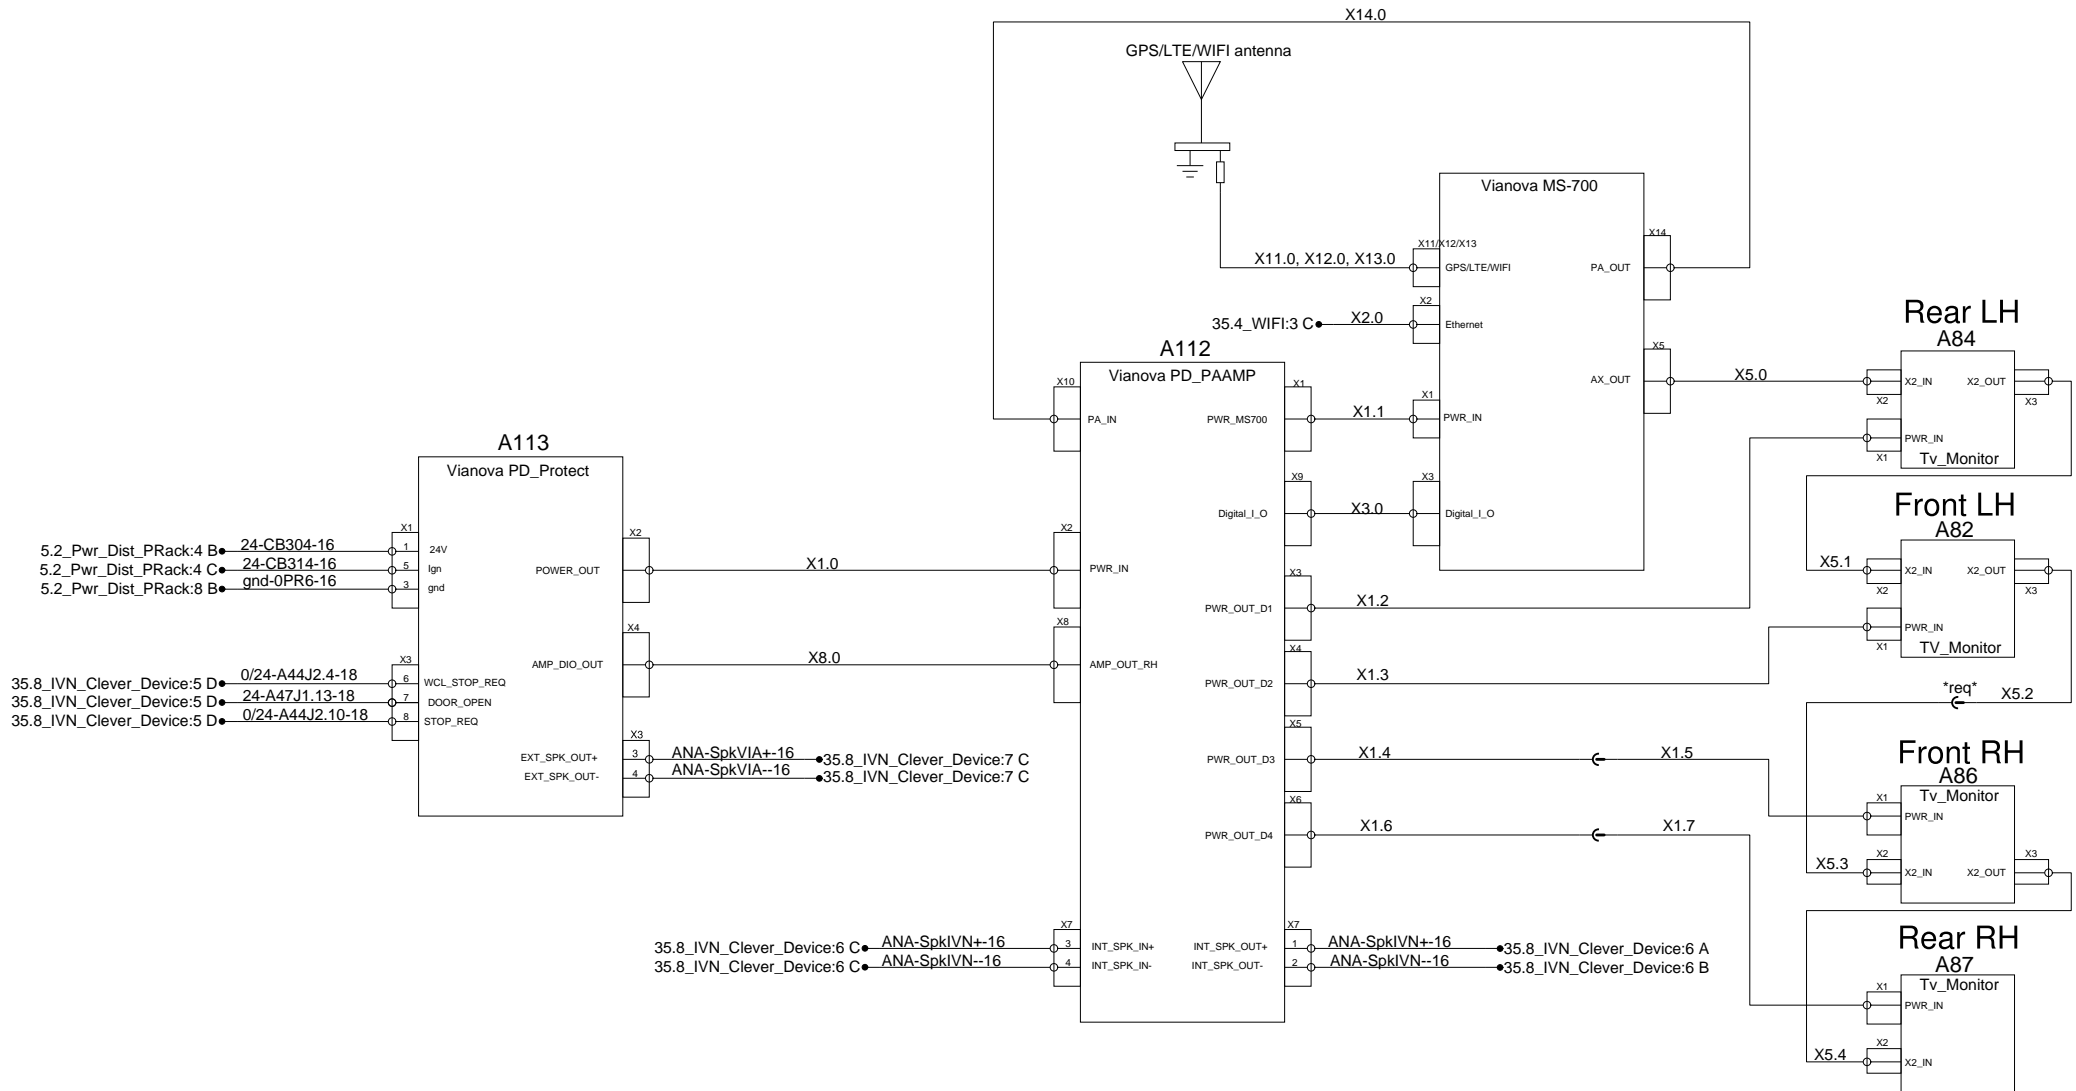 X14.0
GPS/LTE/WIFI antenna
Vianova MS-700
X11/X12/X13
X14
X11.0, X12.0, X13.0
GPS/LTE/WIFI
PA_OUT
X2
35.4_WIFI:3 C
X2.0
Ethernet
X5
AX_OUT
X5.0
X1
PWR_IN
X3
Digital_I_O
Rear LH
A84
X2_IN
X2_OUT
X2
X3
PWR_IN
X1
Tv_Monitor
A112
Vianova PD_PAAMP
X10
PA_IN
X1
PWR_MS700
X1.1
X9
Digital_I_O
X3.0
X2
PWR_IN
X3
PWR_OUT_D1
X1.2
X8
AMP_OUT_RH
X4
PWR_OUT_D2
X1.3
X5
PWR_OUT_D3
X1.4
X1.5
X6
PWR_OUT_D4
X1.6
X1.7
A113
Vianova PD_Protect
X1
5.2_Pwr_Dist_PRack:4 B
24-CB304-16
1
24V
5.2_Pwr_Dist_PRack:4 C
24-CB314-16
5
Ign
5.2_Pwr_Dist_PRack:8 B
gnd-0PR6-16
3
gnd
X2
POWER_OUT
X1.0
X4
AMP_DIO_OUT
X8.0
X3
35.8_IVN_Clever_Device:5 D
0/24-A44J2.4-18
6
WCL_STOP_REQ
35.8_IVN_Clever_Device:5 D
24-A47J1.13-18
7
DOOR_OPEN
35.8_IVN_Clever_Device:5 D
0/24-A44J2.10-18
8
STOP_REQ
X3
EXT_SPK_OUT+
3
ANA-SpkVIA+-16
35.8_IVN_Clever_Device:7 C
EXT_SPK_OUT-
4
ANA-SpkVIA--16
35.8_IVN_Clever_Device:7 C
Front LH
A82
X5.1
X2_IN
X2_OUT
X2
X3
PWR_IN
X1
TV_Monitor
*req*
X5.2
Front RH
A86
Tv_Monitor
X1
PWR_IN
X5.3
X2
X2_IN
X2_OUT
X3
X7
35.8_IVN_Clever_Device:6 C
ANA-SpkIVN+-16
3
INT_SPK_IN+
35.8_IVN_Clever_Device:6 C
ANA-SpkIVN--16
4
INT_SPK_IN-
X7
INT_SPK_OUT+
1
ANA-SpkIVN+-16
35.8_IVN_Clever_Device:6 A
INT_SPK_OUT-
2
ANA-SpkIVN--16
35.8_IVN_Clever_Device:6 B
Rear RH
A87
Tv_Monitor
X1
PWR_IN
X5.4
X2
X2_IN